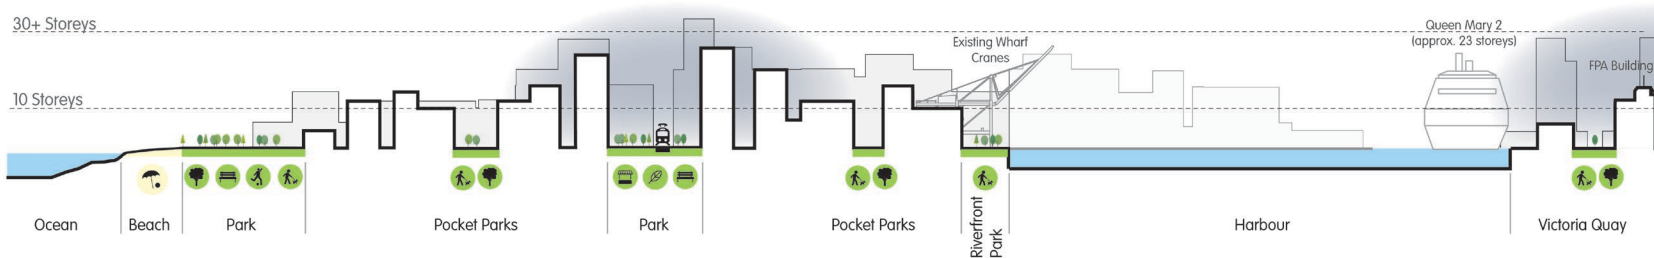 30+ Storeys
10 Storeys
Existing Wharf
Cranes
Queen Mary 2
(approx. 23 storeys)
FPA Building
Ocean
Beach
Park
Pocket Parks
Park
Pocket Parks
Riverfront
Park
Harbour
Victoria Quay